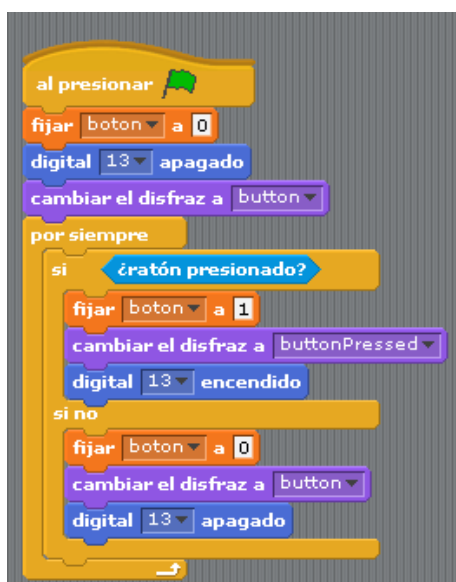 al presionar
fijar boton a 0
digital 13 apagado
cambiar el disfraz a button
por siempre
si ¿ratón presionado?
fijar boton a 1
cambiar el disfraz a buttonPressed
digital 13 encendido
si no
fijar boton a 0
cambiar el disfraz a button
digital 13 apagado